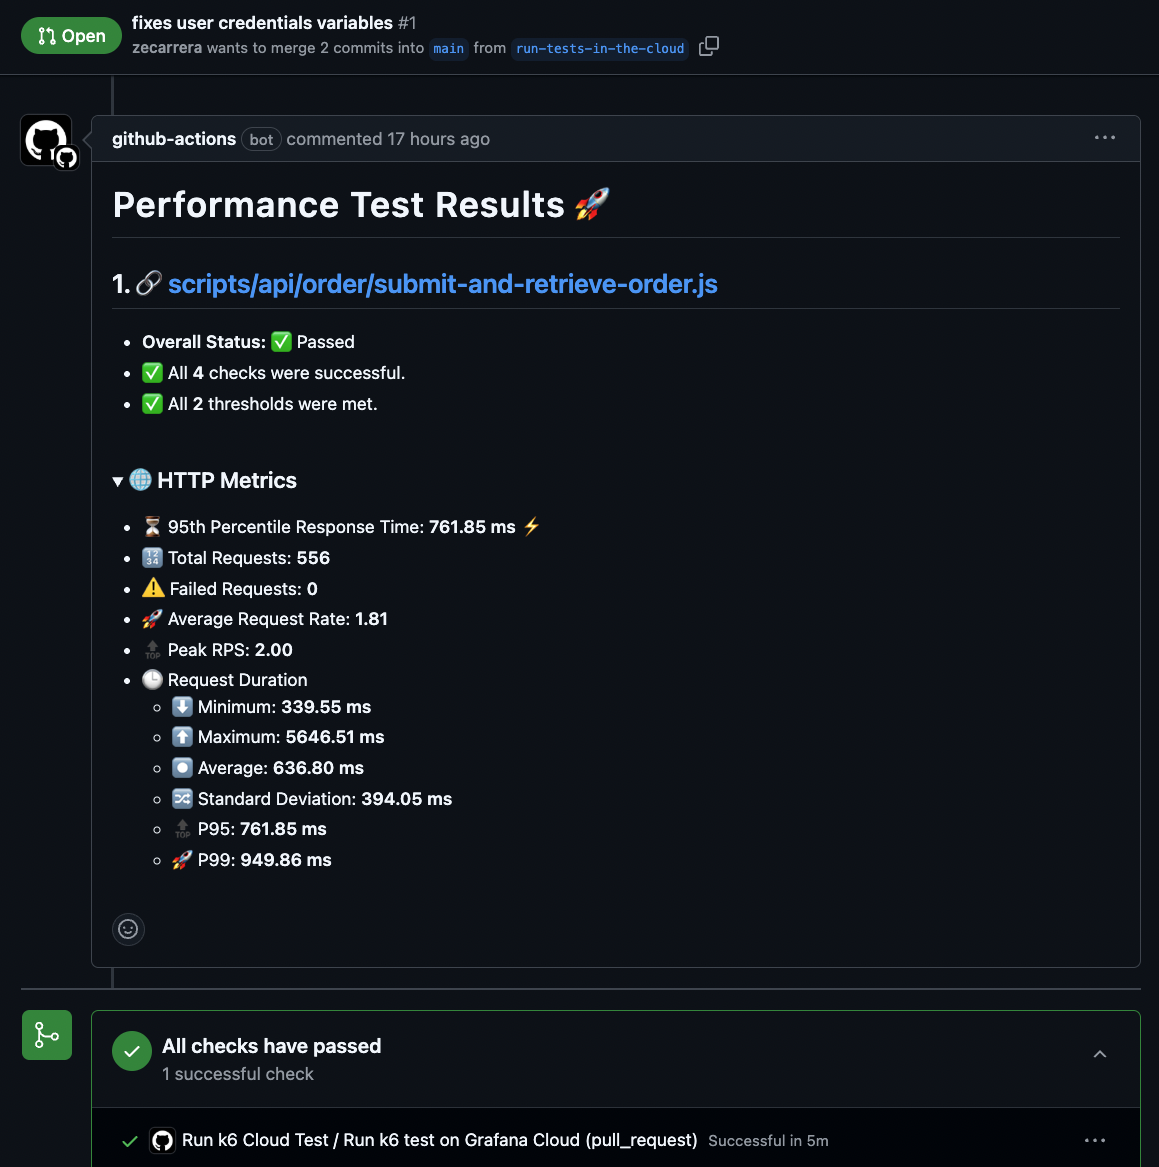 Open
fixes user credentials variables #1
zecarrera wants to merge 2 commits into main from run-tests-in-the-cloud
github-actions bot commented 17 hours ago
Performance Test Results 🚀
1. 🔗 scripts/api/order/submit-and-retrieve-order.js
Overall Status: ✅ Passed
✅ All 4 checks were successful.
✅ All 2 thresholds were met.
▼ 🌐 HTTP Metrics
⏳ 95th Percentile Response Time: 761.85 ms ⚡
🔢 Total Requests: 556
⚠️ Failed Requests: 0
🚀 Average Request Rate: 1.81
🔝 Peak RPS: 2.00
🕒 Request Duration
⬇️ Minimum: 339.55 ms
⬆️ Maximum: 5646.51 ms
⏺️ Average: 636.80 ms
🔀 Standard Deviation: 394.05 ms
🔝 P95: 761.85 ms
🚀 P99: 949.86 ms
All checks have passed
1 successful check
Run k6 Cloud Test / Run k6 test on Grafana Cloud (pull_request) Successful in 5m